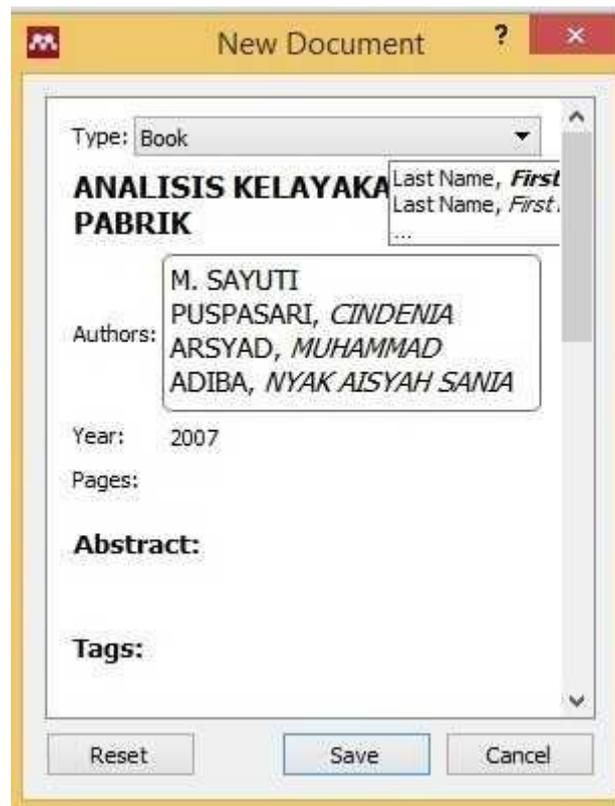 New Document ?
Type: Book
ANALISIS KELAYAKA
PABRIK
Last Name, First
Last Name, First
...
Authors:
M. SAYUTI
PUSPASARI, CINDENIA
ARSYAD, MUHAMMAD
ADIBA, NYAK AISYAH SANIA
Year: 2007
Pages:
Abstract:
Tags:
Reset Save Cancel